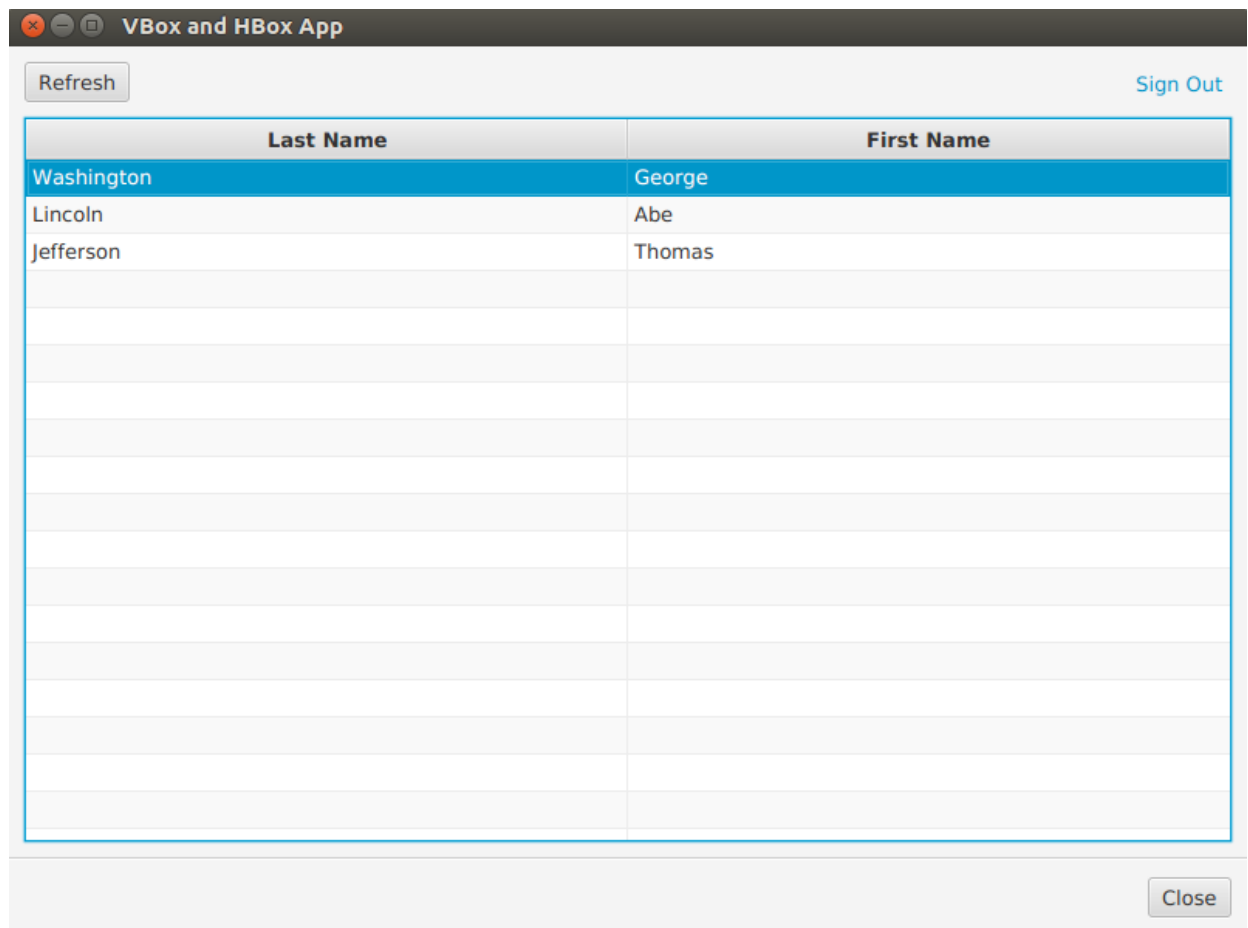 VBox and HBox App
Refresh Sign Out
Last Name First Name
Washington George
Lincoln Abe
Jefferson Thomas
Close